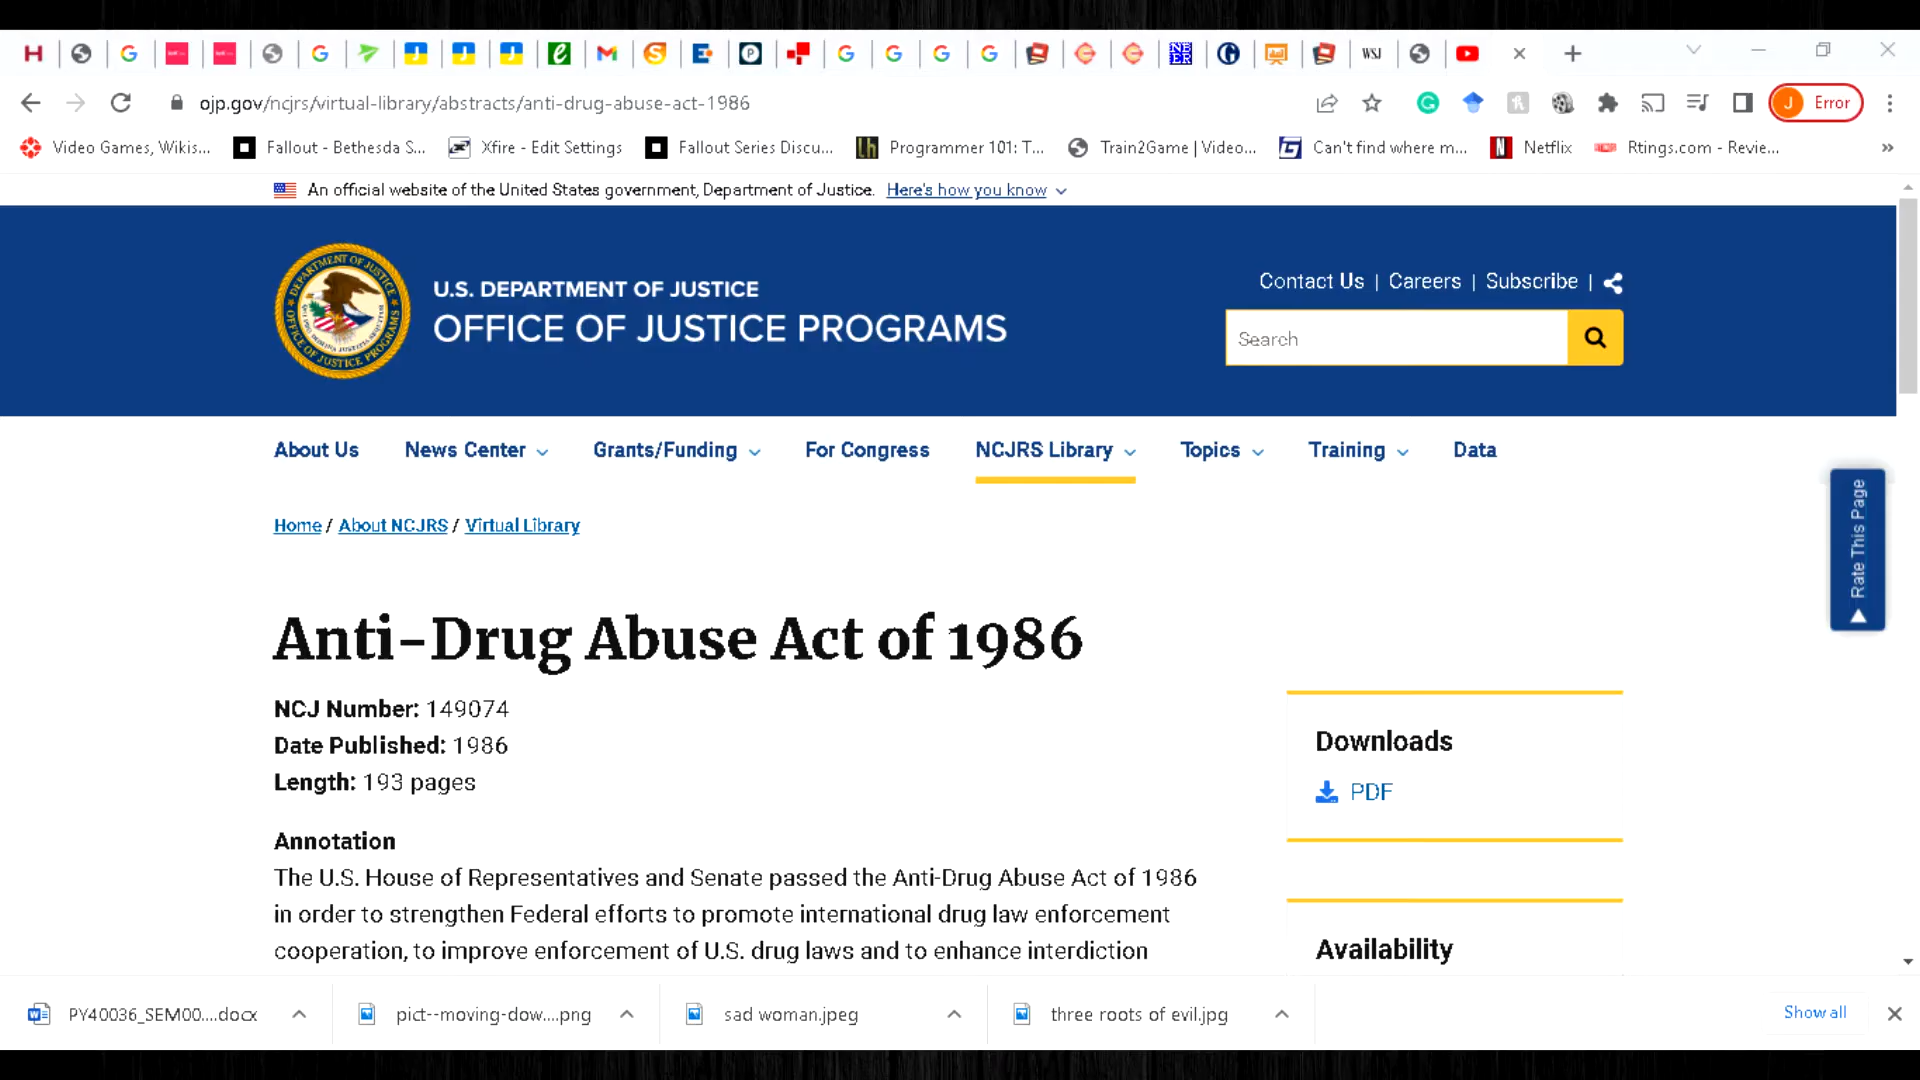 WSJ
ojp.gov/ncjrs/virtual-library/abstracts/anti-drug-abuse-act-1986
J Error
Video Games, Wikis...
Fallout - Bethesda S...
Xfire - Edit Settings
Fallout Series Discu...
Programmer 101: T...
Train2Game | Video...
Can't find where m...
Netflix
Rtings.com - Revie...
»
An official website of the United States government, Department of Justice. Here's how you know
U.S. DEPARTMENT OF JUSTICE
OFFICE OF JUSTICE PROGRAMS
Contact Us | Careers | Subscribe |
Search
About Us
News Center
Grants/Funding
For Congress
NCJRS Library
Topics
Training
Data
Home / About NCJRS / Virtual Library
Rate This Page
Anti-Drug Abuse Act of 1986
NCJ Number: 149074
Date Published: 1986
Length: 193 pages
Annotation
The U.S. House of Representatives and Senate passed the Anti-Drug Abuse Act of 1986
in order to strengthen Federal efforts to promote international drug law enforcement
cooperation, to improve enforcement of U.S. drug laws and to enhance interdiction
Downloads
PDF
Availability
PY40036_SEM00....docx
pict--moving-dow....png
sad woman.jpeg
three roots of evil.jpg
Show all